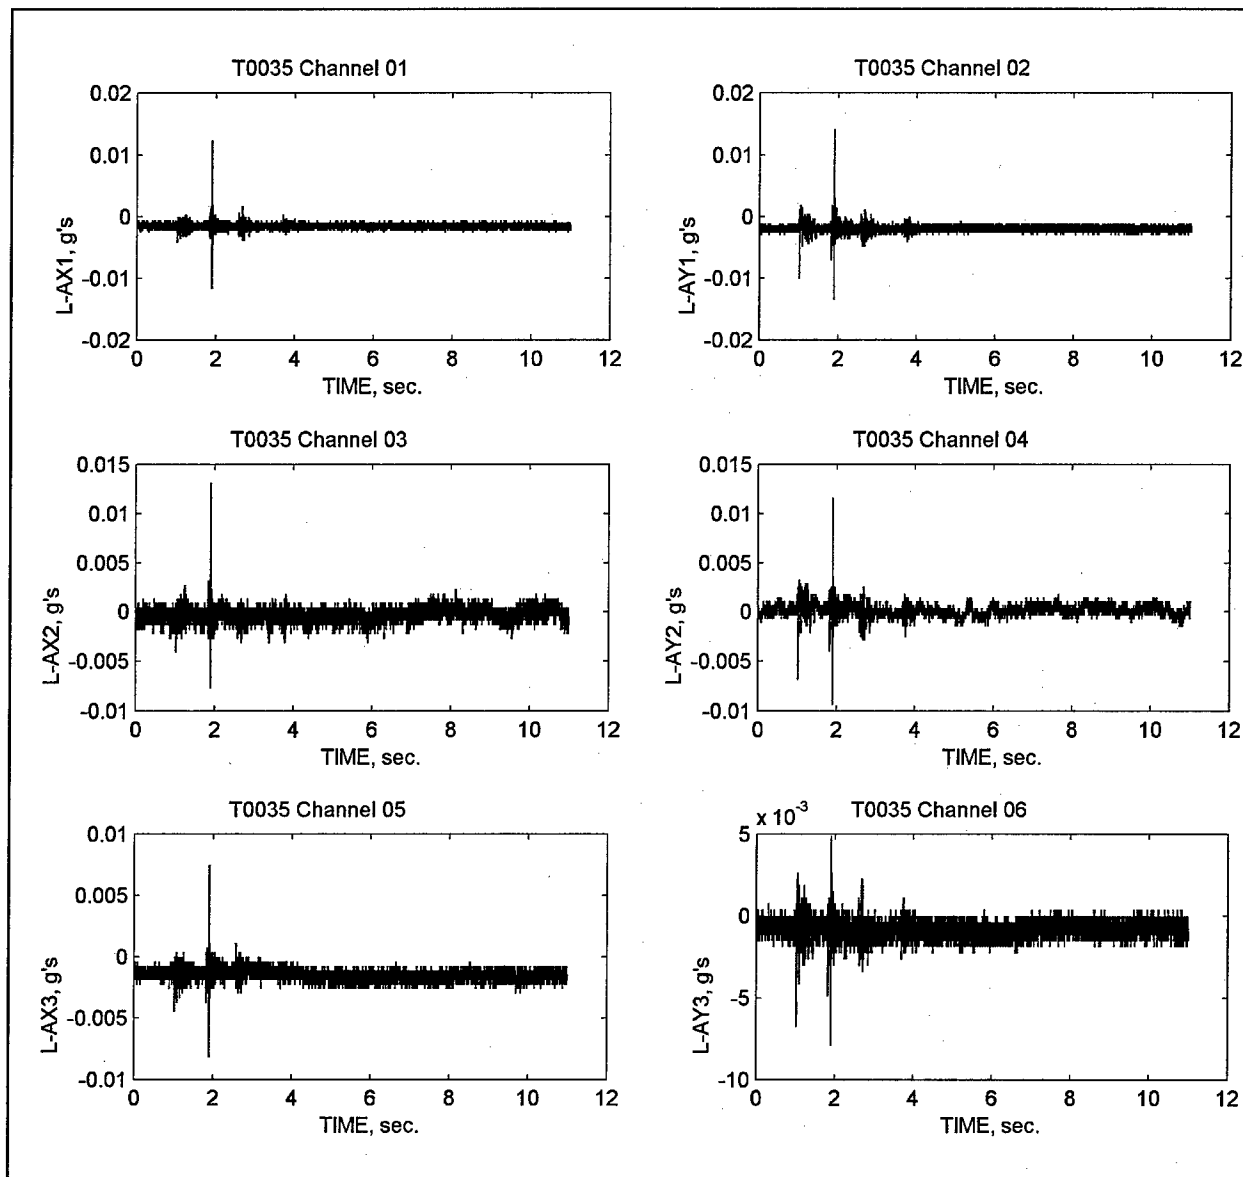 T0035 Channel 01
0.02
0.01
0
-0.01
-0.02
L-AX1, g's
0 2 4 6 8 10 12
TIME, sec.
T0035 Channel 02
0.02
0.01
0
-0.01
-0.02
L-AY1, g's
0 2 4 6 8 10 12
TIME, sec.
T0035 Channel 03
0.015
0.01
0.005
0
-0.005
-0.01
L-AX2, g's
0 2 4 6 8 10 12
TIME, sec.
T0035 Channel 04
0.015
0.01
0.005
0
-0.005
-0.01
L-AY2, g's
0 2 4 6 8 10 12
TIME, sec.
T0035 Channel 05
0.01
0.005
0
-0.005
-0.01
L-AX3, g's
0 2 4 6 8 10 12
TIME, sec.
x 10-3 T0035 Channel 06
5
0
-5
-10
L-AY3, g's
0 2 4 6 8 10 12
TIME, sec.